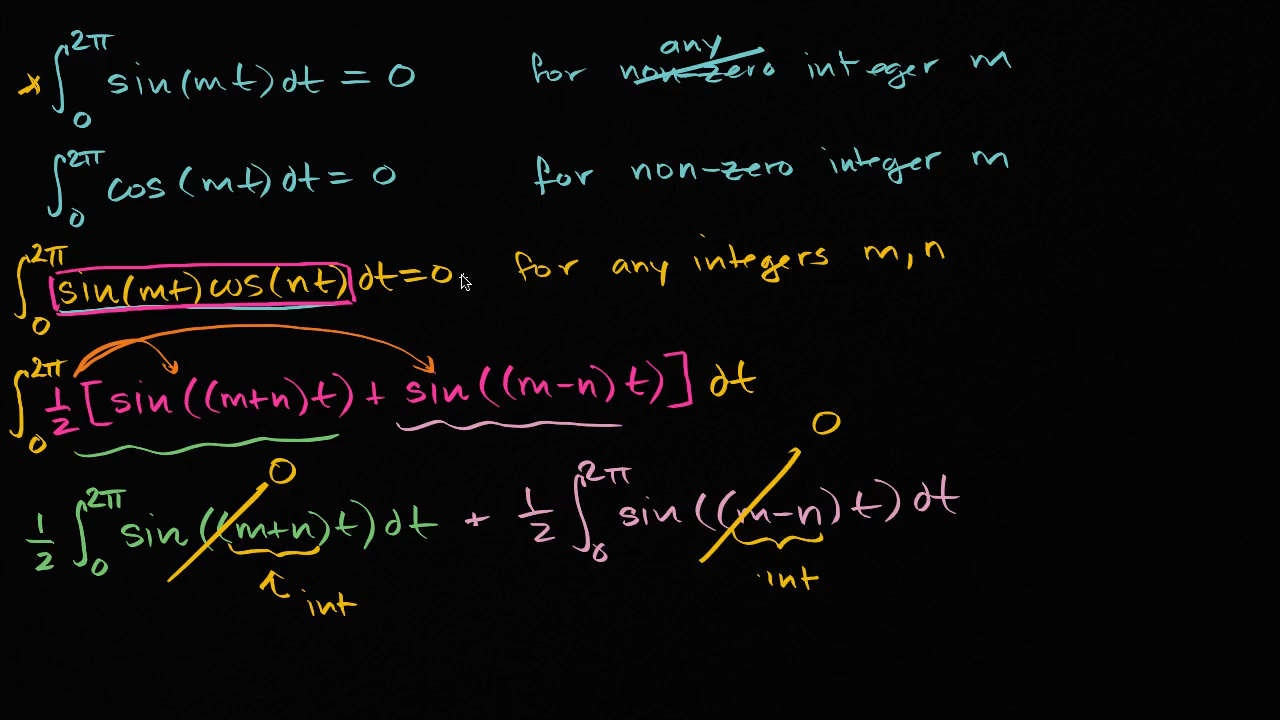 * ∫₀^2π sin(mt)dt = 0 for any non-zero integer m
∫₀^2π cos(mt)dt = 0 for non-zero integer m
∫₀^2π sin(mt)cos(nt)dt=0 for any integers m,n
∫₀^2π 1/2 [sin((m+n)t) + sin((m-n)t)] dt
0 0
1/2 ∫₀^2π sin((m+n)t)dt + 1/2 ∫₀^2π sin((m-n)t)dt
int int